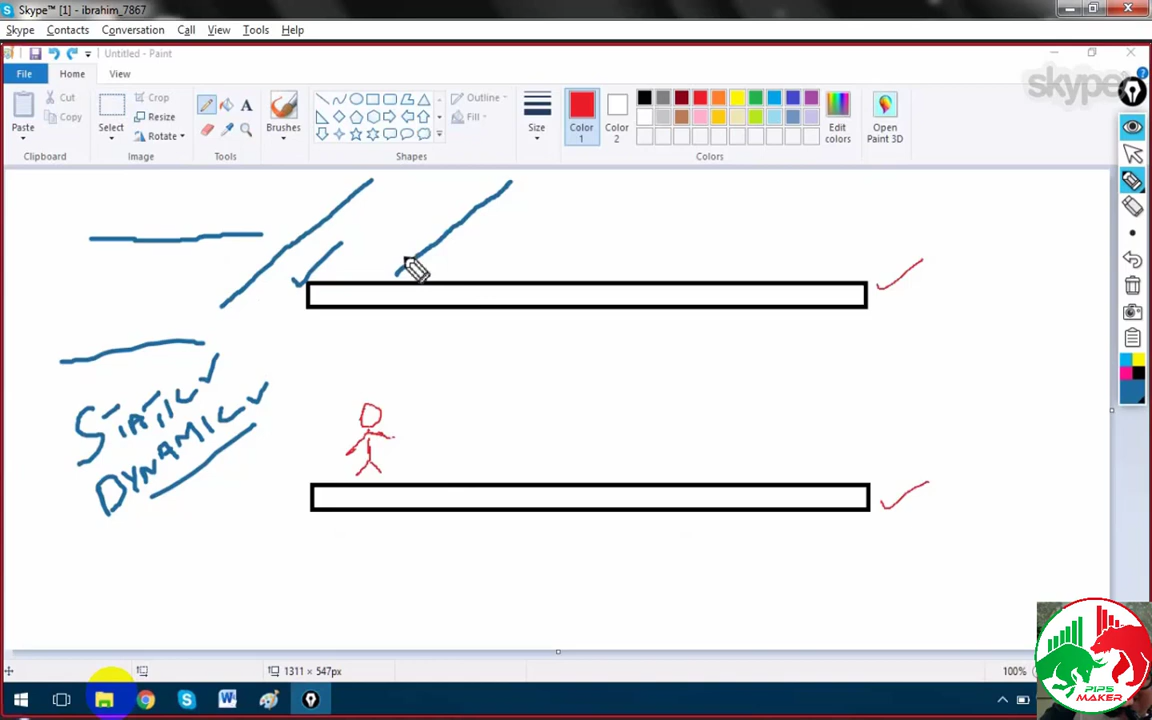 Skype™ [1] - ibrahim_7867
Skype Contacts Conversation Call View Tools Help
Untitled - Paint
File Home View
skype
Paste
Cut
Copy
Select
Crop
Resize
Rotate
A
Brushes
Outline
Fill
Size
Color
1
Color
2
Edit
colors
Open
Paint 3D
Clipboard Image Tools Shapes Colors
STATIC
DYNAMIC
PIPS
MAKER
1311 × 547px
100%